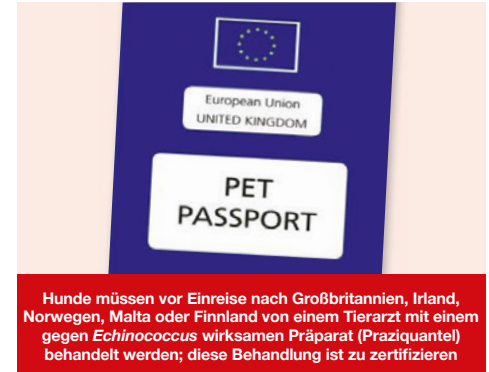 European Union
UNITED KINGDOM
PET
PASSPORT
Hunde müssen vor Einreise nach Großbritannien, Irland,
Norwegen, Malta oder Finnland von einem Tierarzt mit einem
gegen Echinococcus wirksamen Präparat (Praziquantel)
behandelt werden; diese Behandlung ist zu zertifizieren